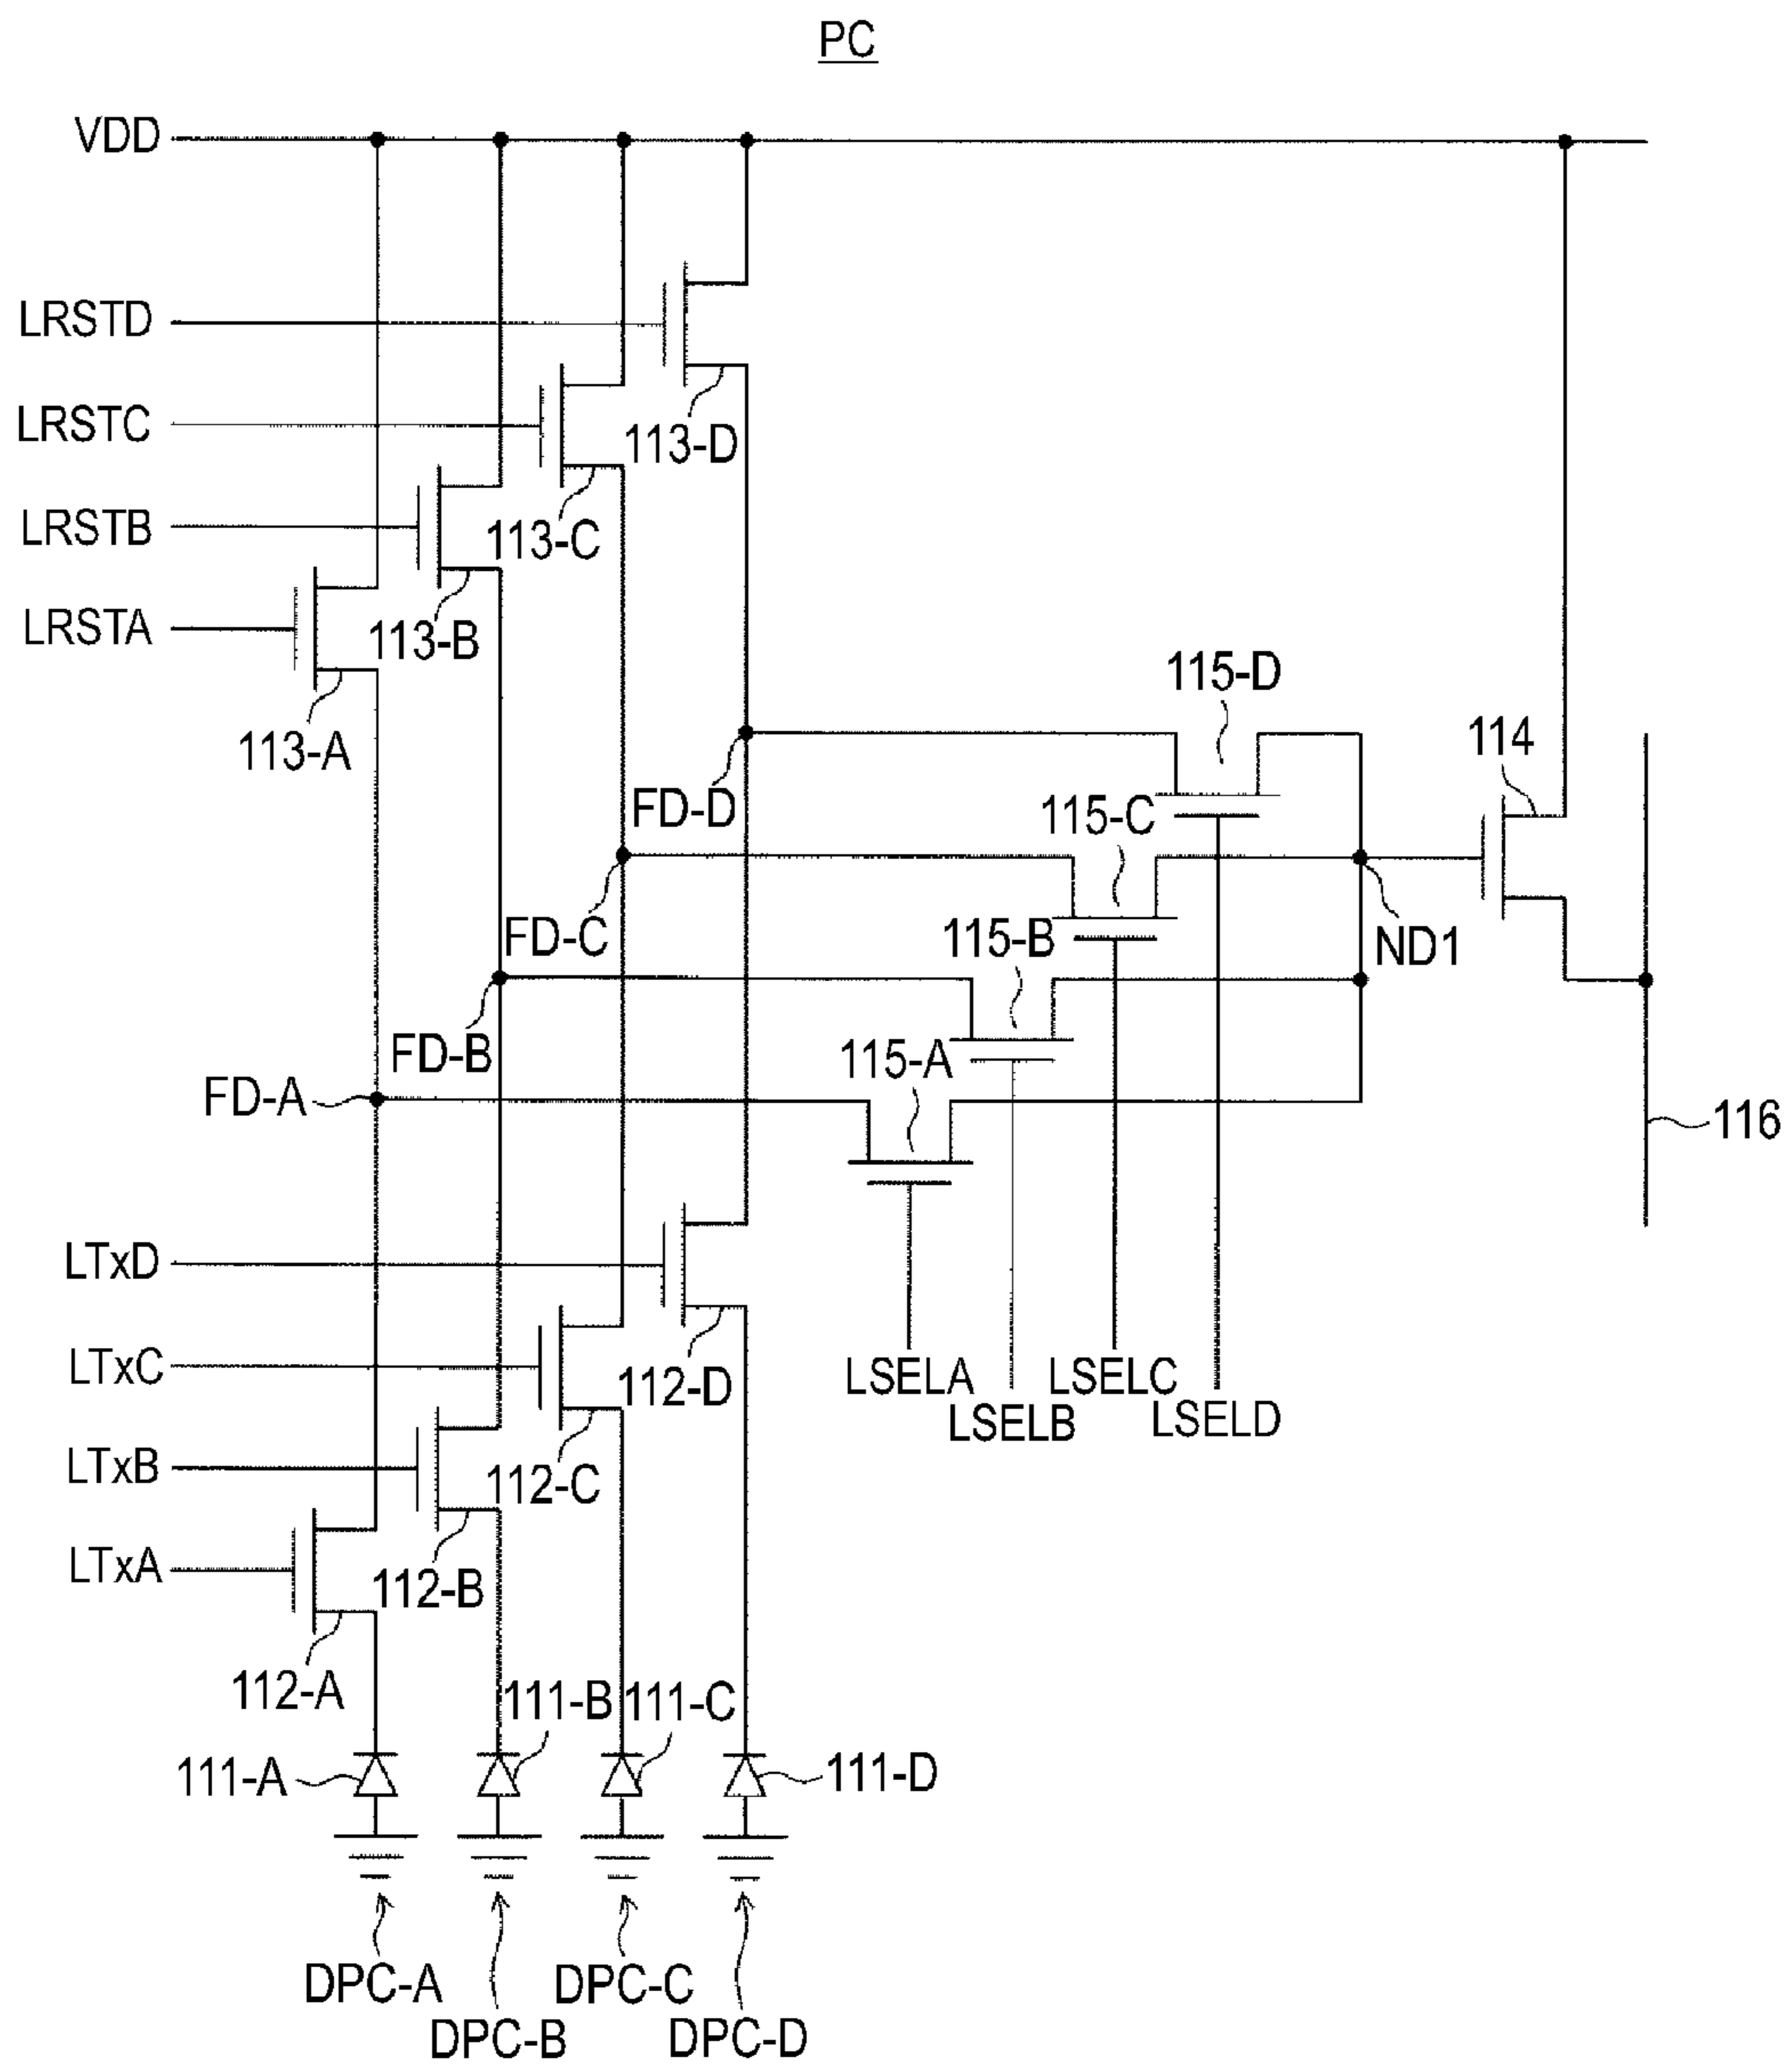 PC
VDD
LRSTD
LRSTC
113-D
LRSTB
113-C
LRSTA
113-B
113-A
115-D
114
FD-D
115-C
FD-C
115-B
ND1
FD-B
115-A
FD-A
116
LTxD
LTxC
112-D
LSELA
LSELC
LSELB
LSELD
LTxB
112-C
LTxA
112-B
112-A
111-B
111-C
111-A
111-D
DPC-A
DPC-C
DPC-B
DPC-D